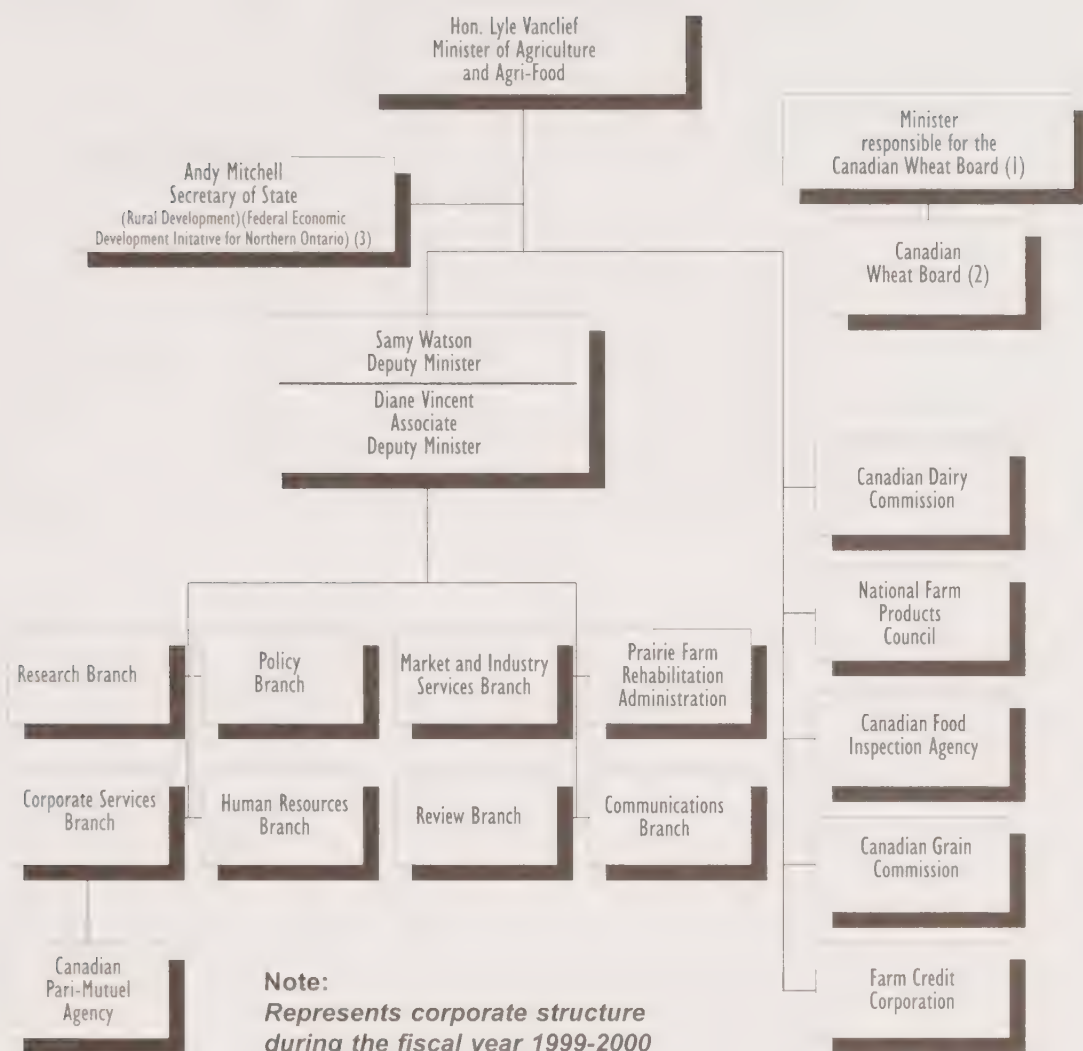 Hon. Lyle Vanclief
Minister of Agriculture
and Agri-Food
Minister
responsible for the
Canadian Wheat Board (1)
Andy Mitchell
Secretary of State
(Rural Development)(Federal Economic
Development Initative for Northern Ontario) (3)
Canadian
Wheat Board (2)
Samy Watson
Deputy Minister
Diane Vincent
Associate
Deputy Minister
Canadian Dairy
Commission
National Farm
Products
Council
Research Branch
Policy
Branch
Market and Industry
Services Branch
Prairie Farm
Rehabilitation
Administration
Canadian Food
Inspection Agency
Corporate Services
Branch
Human Resources
Branch
Review Branch
Communications
Branch
Canadian Grain
Commission
Canadian
Pari-Mutuel
Agency
Farm Credit
Corporation
Note:
Represents corporate structure
during the fiscal year 1999-2000